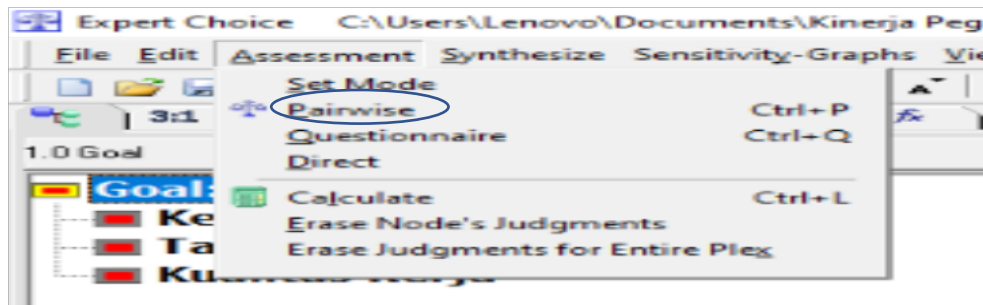 Expert Choice C:\Users\Lenovo\Documents\Kinerja Peg
File Edit Assessment Synthesize Sensitivity-Graphs Vie
Set Mode
3:1 Pairwise Ctrl+P
Questionnaire Ctrl+Q
1.0 Goal
Direct
Goal:
Calculate Ctrl+L
Ke
Erase Node's Judgments
Ta
Erase Judgments for Entire Plex